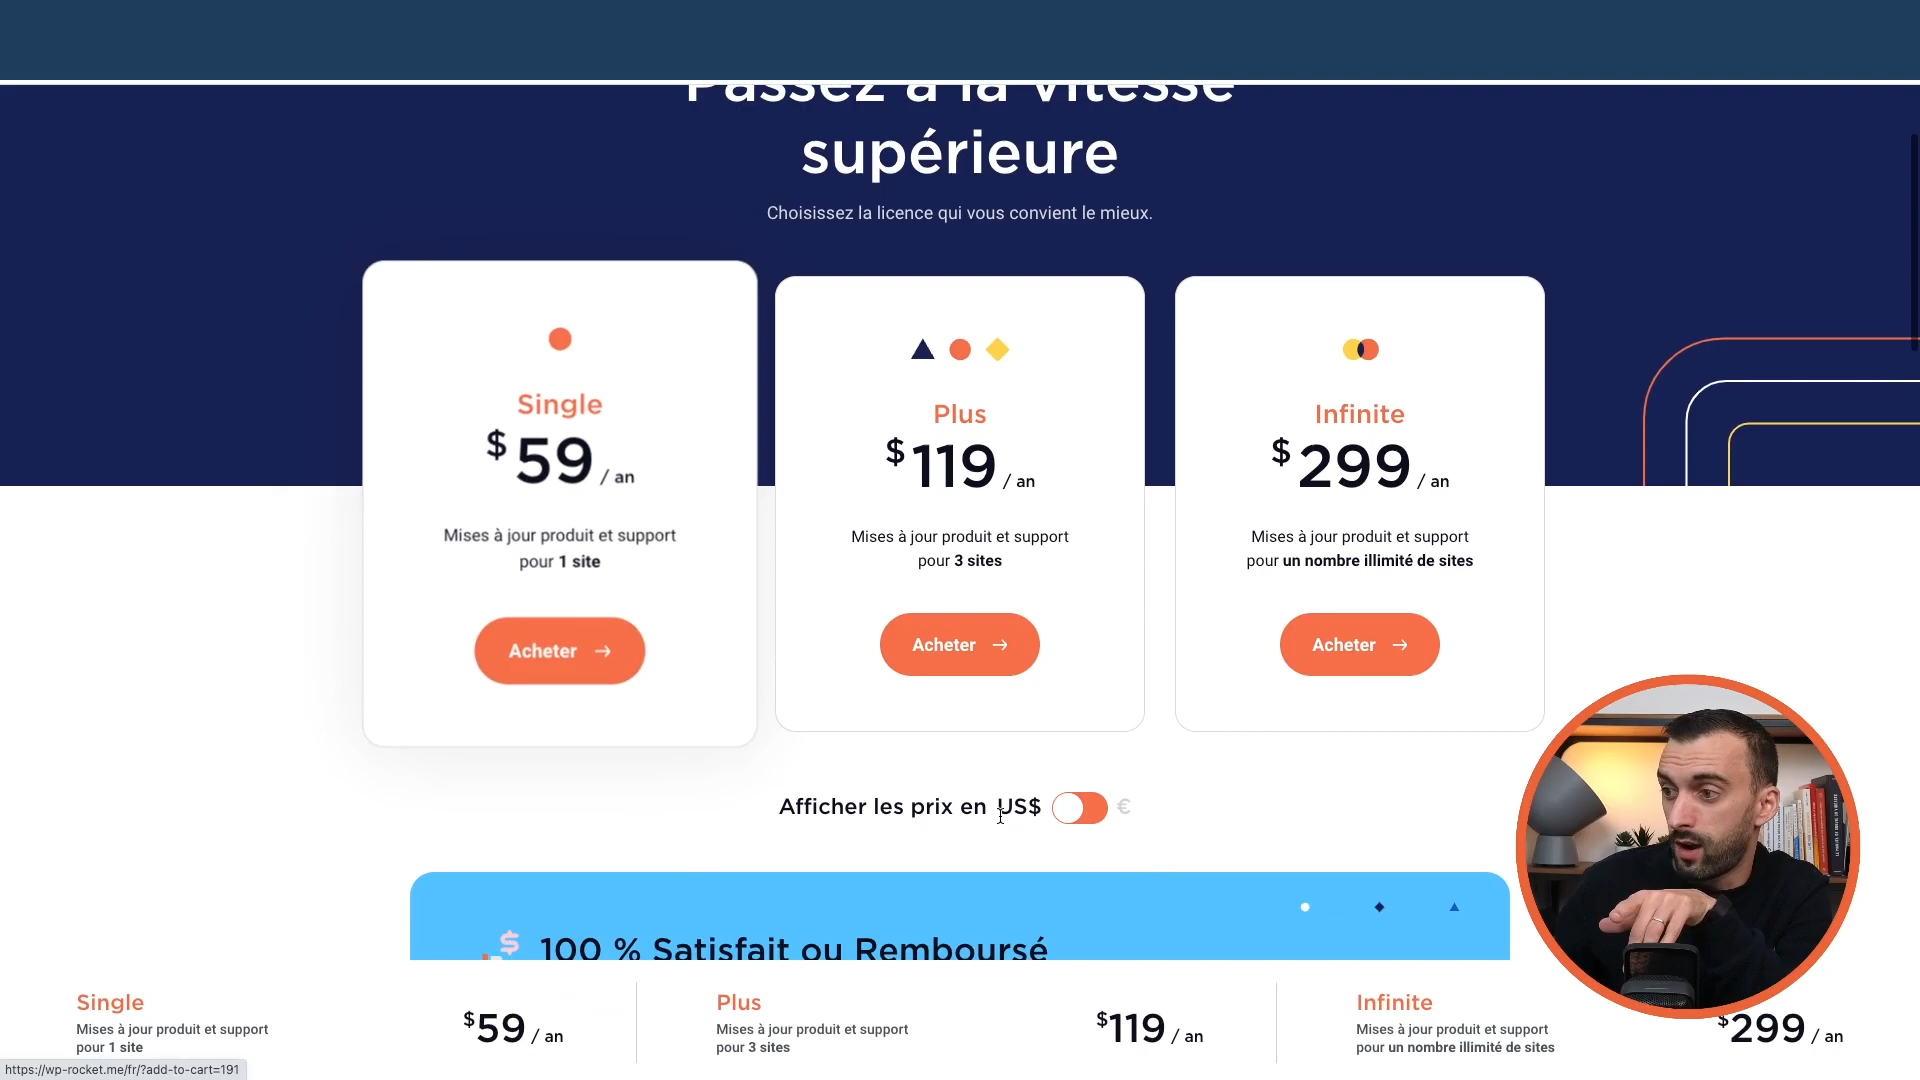 Passez à la vitesse
supérieure
Choisissez la licence qui vous convient le mieux.
Single
$59 / an
Mises à jour produit et support
pour 1 site
Acheter →
Plus
$119 / an
Mises à jour produit et support
pour 3 sites
Acheter →
Infinite
$299 / an
Mises à jour produit et support
pour un nombre illimité de sites
Acheter →
Afficher les prix en US$ €
$ 100 % Satisfait ou Remboursé
Single
Mises à jour produit et support
pour 1 site
$59 / an
Plus
Mises à jour produit et support
pour 3 sites
$119 / an
Infinite
Mises à jour produit et support
pour un nombre illimité de sites
$299 / an
https://wp-rocket.me/fr/?add-to-cart=191